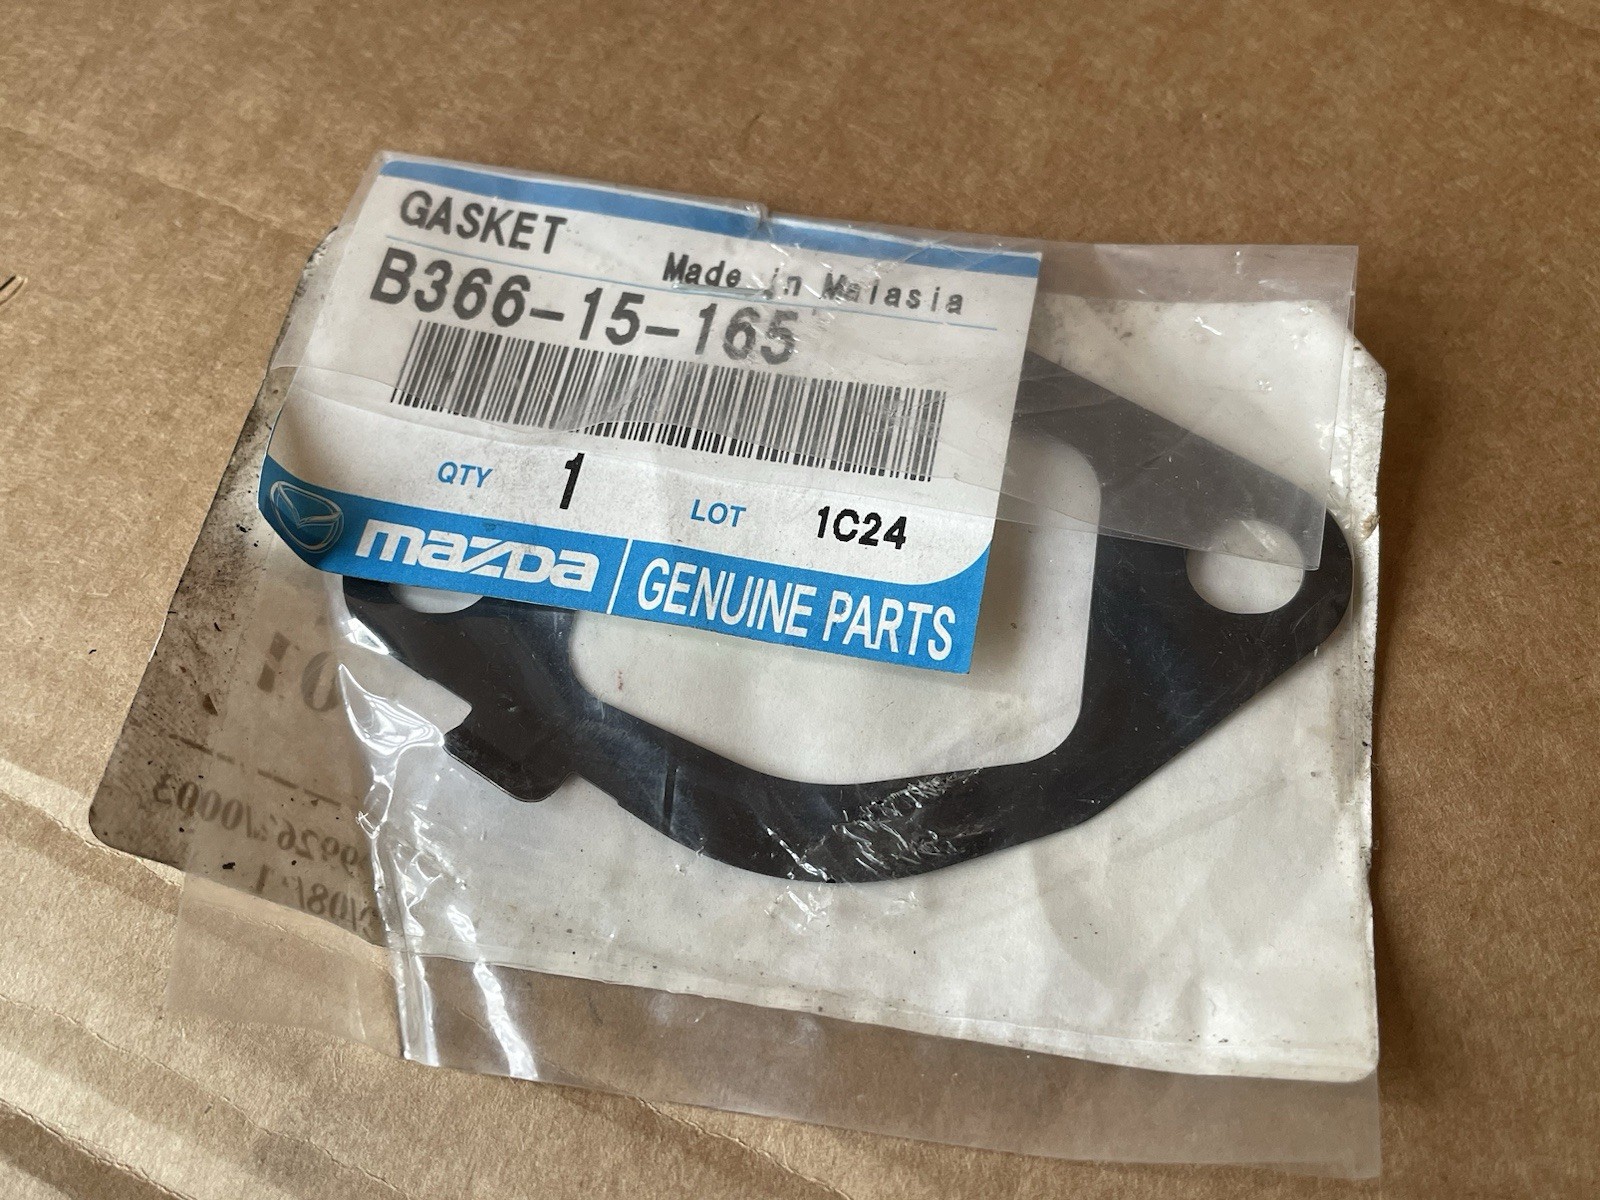 GASKET
Made in Malasia
B366-15-165
QTY 1 LOT 1C24
mazda GENUINE PARTS